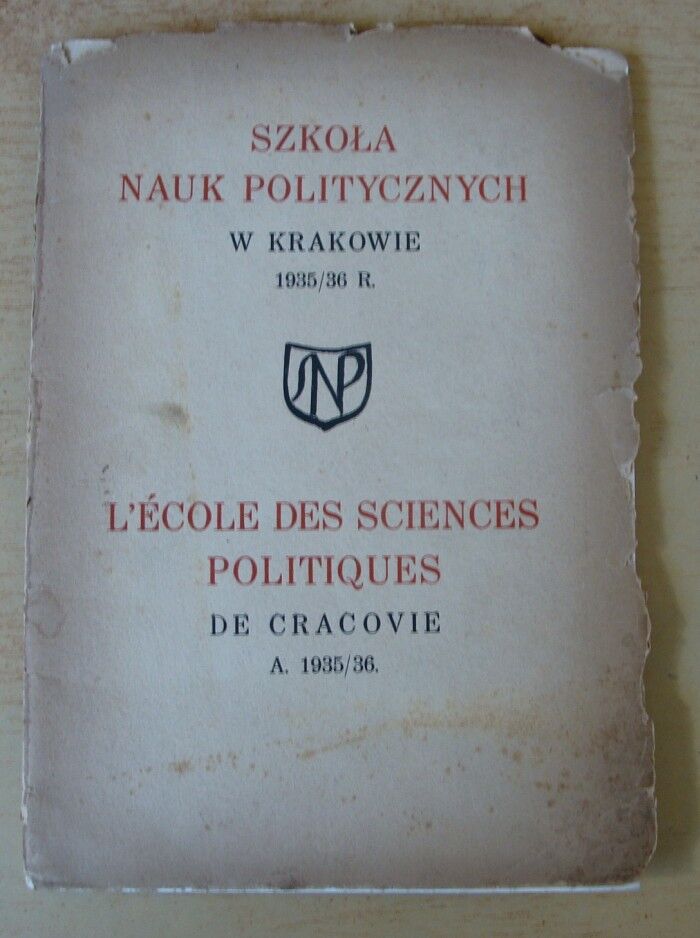 SZKOŁA
NAUK POLITYCZNYCH
W KRAKOWIE
1935/36 R.
SNP
L'ÉCOLE DES SCIENCES
POLITIQUES
DE CRACOVIE
A. 1935/36.